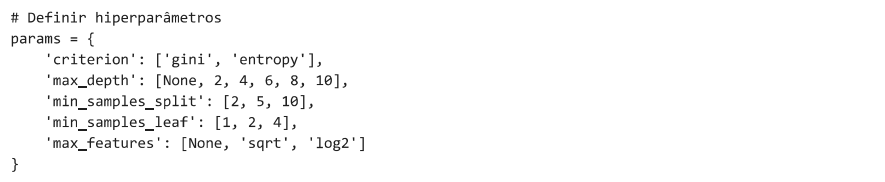 # Definir hiperparâmetros
params = {
    'criterion': ['gini', 'entropy'],
    'max_depth': [None, 2, 4, 6, 8, 10],
    'min_samples_split': [2, 5, 10],
    'min_samples_leaf': [1, 2, 4],
    'max_features': [None, 'sqrt', 'log2']
}